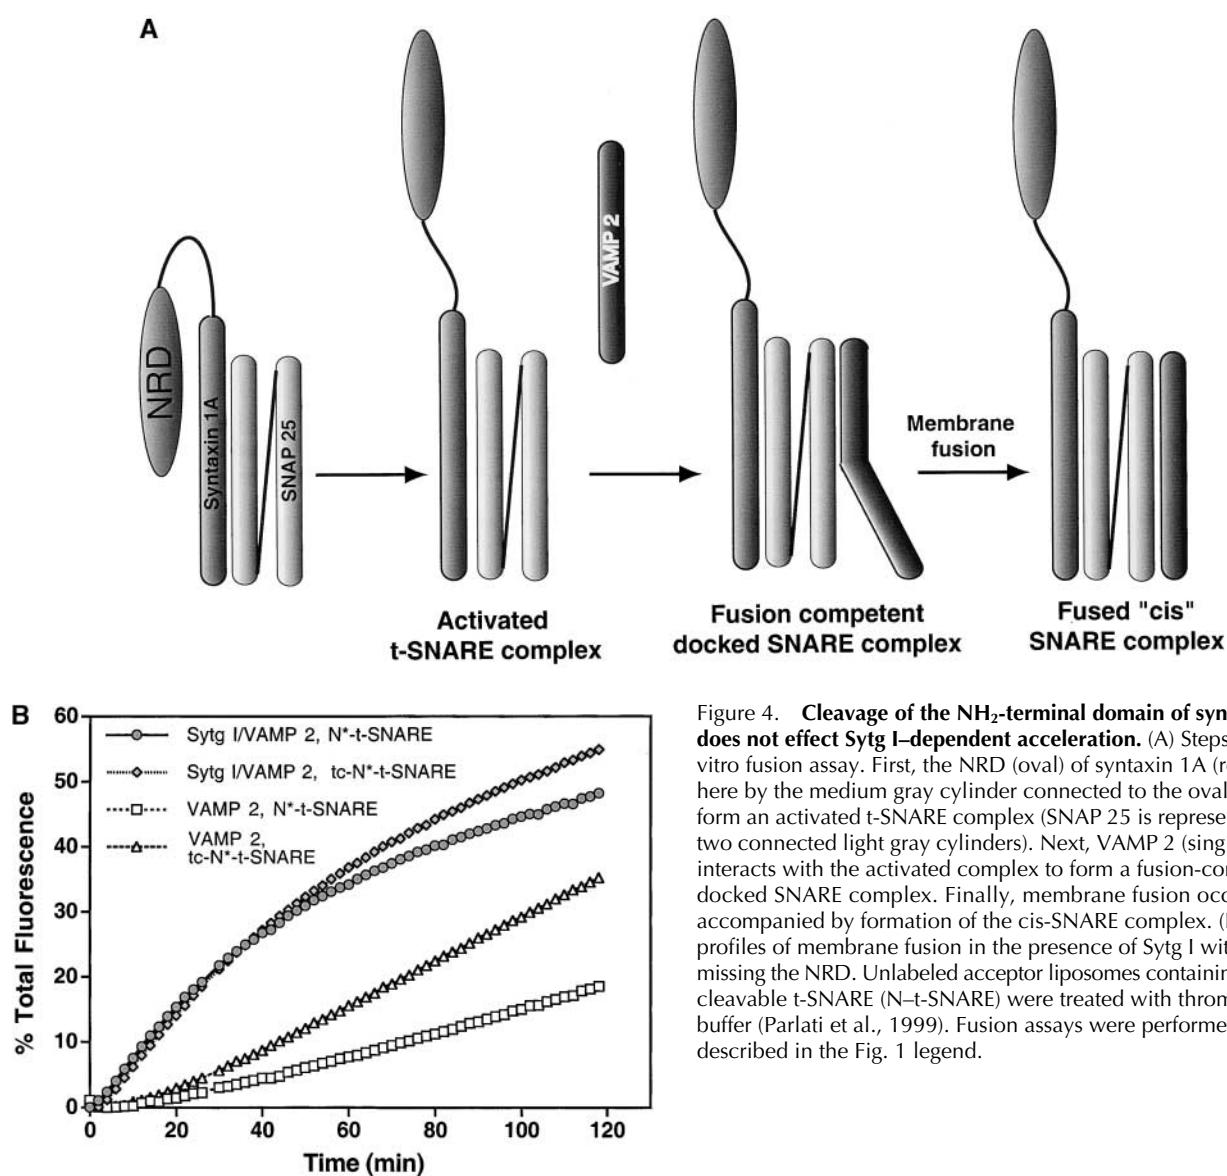 A
NRD
Syntaxin 1A
SNAP 25
VAMP 2
Membrane
fusion
Activated
t-SNARE complex
Fusion competent
docked SNARE complex
Fused "cis"
SNARE complex
B
% Total Fluorescence
60
50
40
30
20
10
0
Sytg I/VAMP 2, N*-t-SNARE
Sytg I/VAMP 2, tc-N*-t-SNARE
VAMP 2, N*-t-SNARE
VAMP 2,
tc-N*-t-SNARE
0 20 40 60 80 100 120
Time (min)
Figure 4. Cleavage of the NH₂-terminal domain of syn
does not effect Sytg I–dependent acceleration. (A) Steps
vitro fusion assay. First, the NRD (oval) of syntaxin 1A (r
here by the medium gray cylinder connected to the oval
form an activated t-SNARE complex (SNAP 25 is represe
two connected light gray cylinders). Next, VAMP 2 (sing
interacts with the activated complex to form a fusion-cor
docked SNARE complex. Finally, membrane fusion occ
accompanied by formation of the cis-SNARE complex. (
profiles of membrane fusion in the presence of Sytg I wit
missing the NRD. Unlabeled acceptor liposomes containin
cleavable t-SNARE (N–t-SNARE) were treated with throm
buffer (Parlati et al., 1999). Fusion assays were performe
described in the Fig. 1 legend.